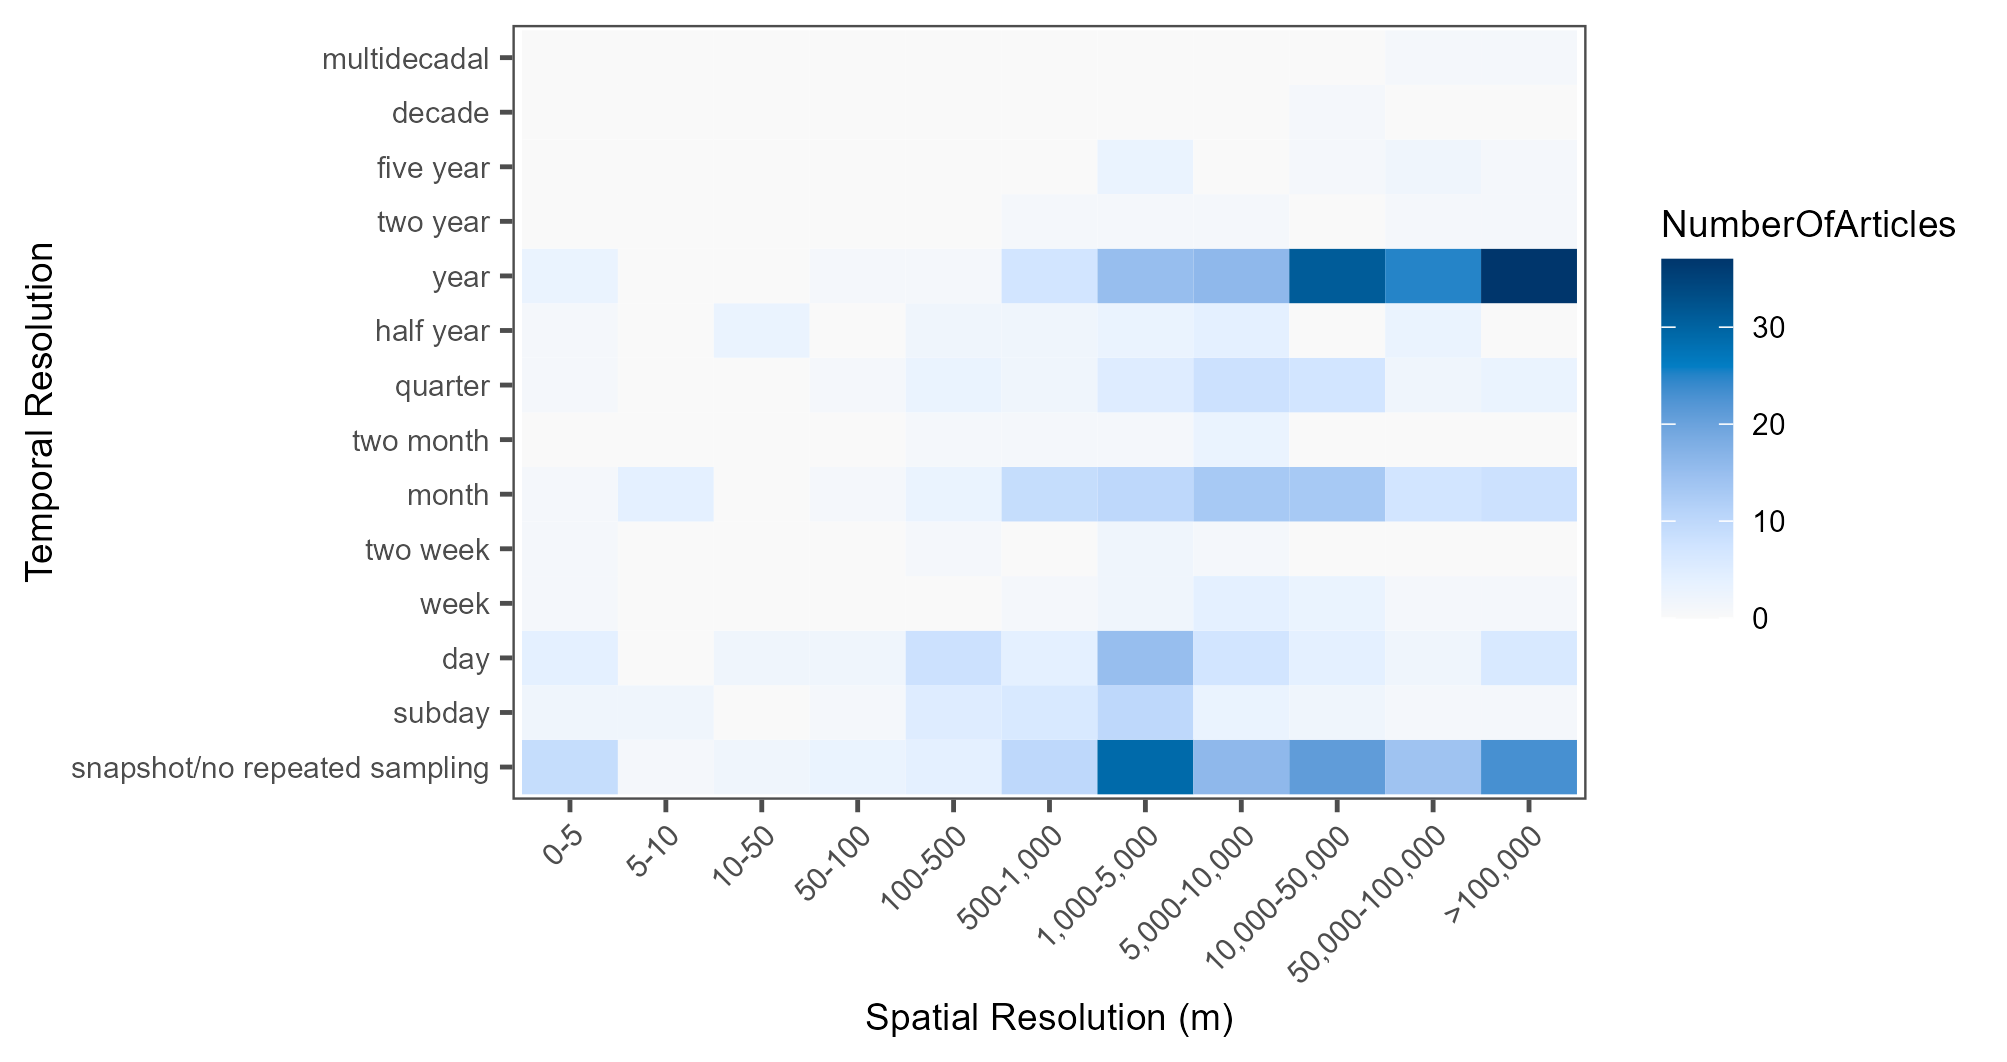 multidecadal
decade
five year
two year
year
half year
quarter
two month
month
two week
week
day
subday
snapshot/no repeated sampling
Temporal Resolution
0-5
5-10
10-50
50-100
100-500
500-1,000
1,000-5,000
5,000-10,000
10,000-50,000
50,000-100,000
>100,000
Spatial Resolution (m)
NumberOfArticles
30
20
10
0